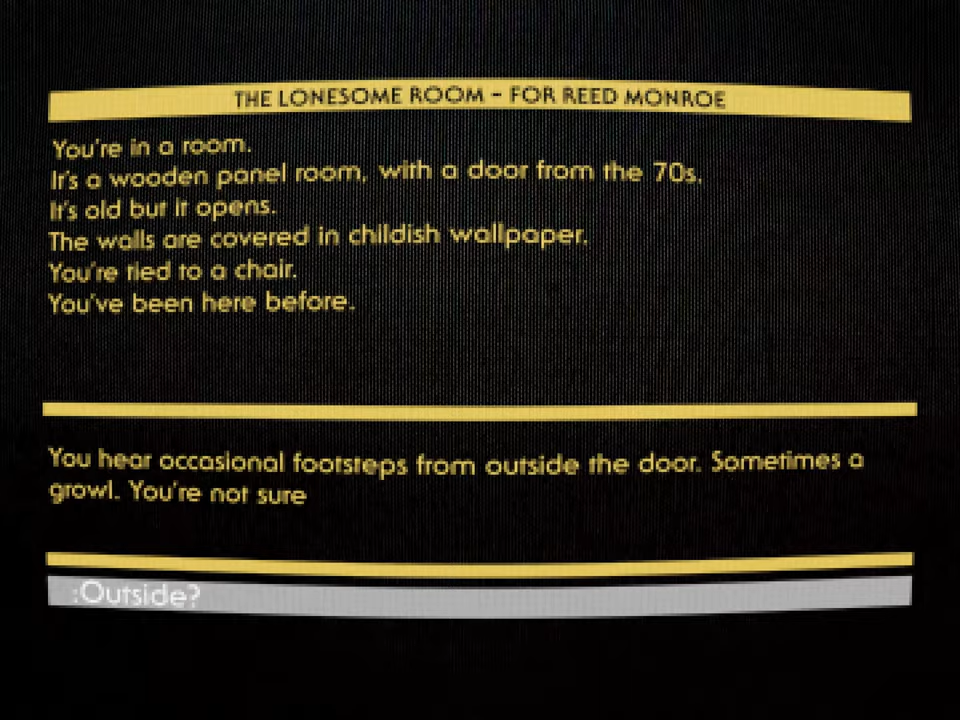 THE LONESOME ROOM - FOR REED MONROE
You're in a room.
It's a wooden panel room, with a door from the 70s.
It's old but it opens.
The walls are covered in childish wallpaper.
You're tied to a chair.
You've been here before.
You hear occasional footsteps from outside the door. Sometimes a
growl. You're not sure
:Outside?